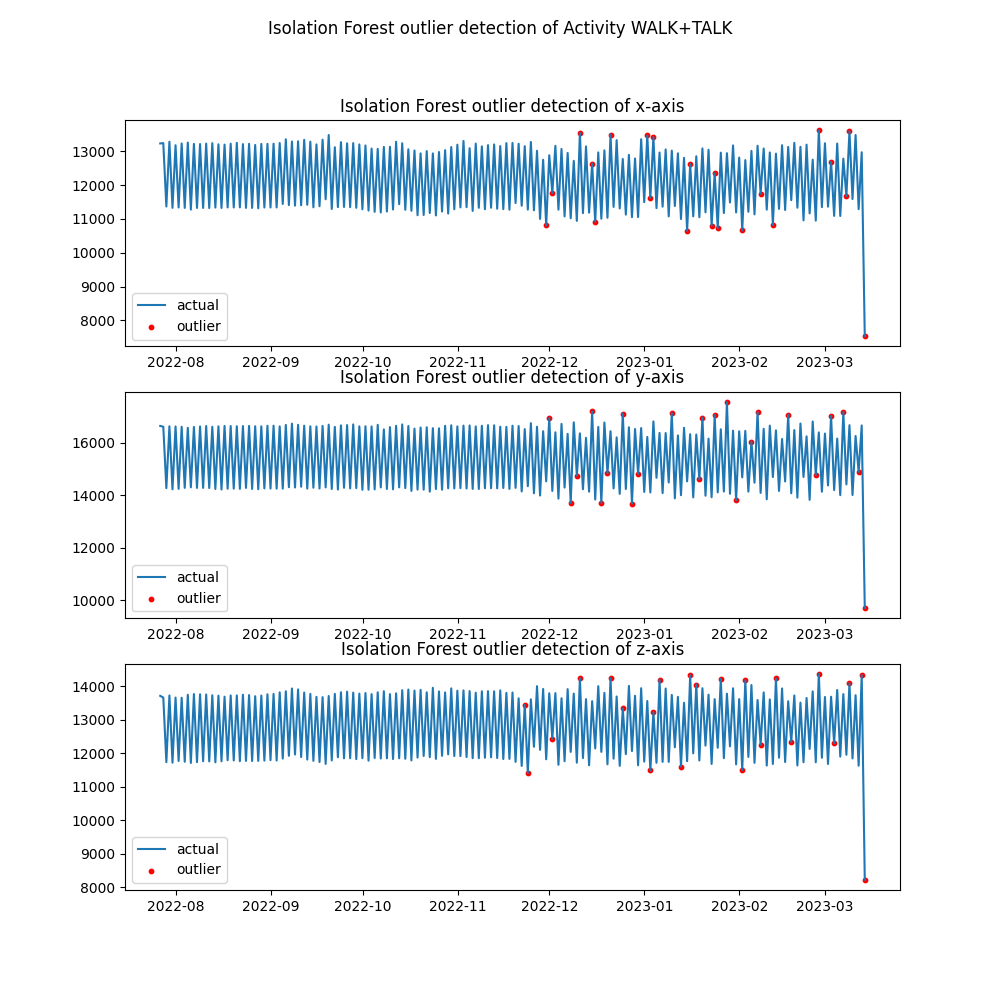 Isolation Forest outlier detection of Activity WALK+TALK
Isolation Forest outlier detection of x-axis
13000
12000
11000
10000
9000
8000
actual
outlier
2022-08 2022-09 2022-10 2022-11 2022-12 2023-01 2023-02 2023-03
Isolation Forest outlier detection of y-axis
16000
14000
12000
10000
actual
outlier
2022-08 2022-09 2022-10 2022-11 2022-12 2023-01 2023-02 2023-03
Isolation Forest outlier detection of z-axis
14000
13000
12000
11000
10000
9000
8000
actual
outlier
2022-08 2022-09 2022-10 2022-11 2022-12 2023-01 2023-02 2023-03